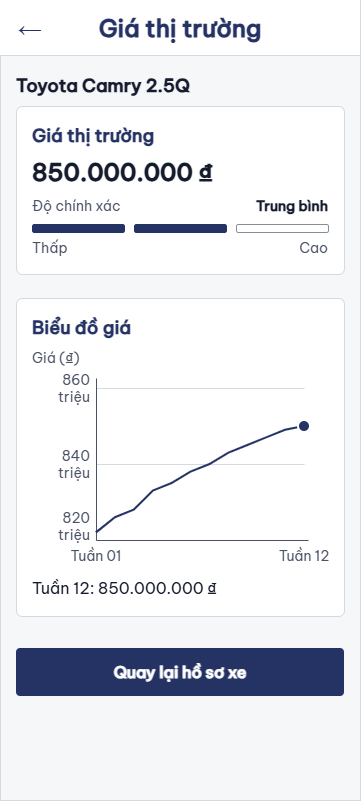 ←
Giá thị trường
Toyota Camry 2.5Q
Giá thị trường
850.000.000 ₫
Độ chính xác Trung bình
Thấp Cao
Biểu đồ giá
Giá (₫)
860
triệu
840
triệu
820
triệu
Tuần 01 Tuần 12
Tuần 12: 850.000.000 ₫
Quay lại hồ sơ xe